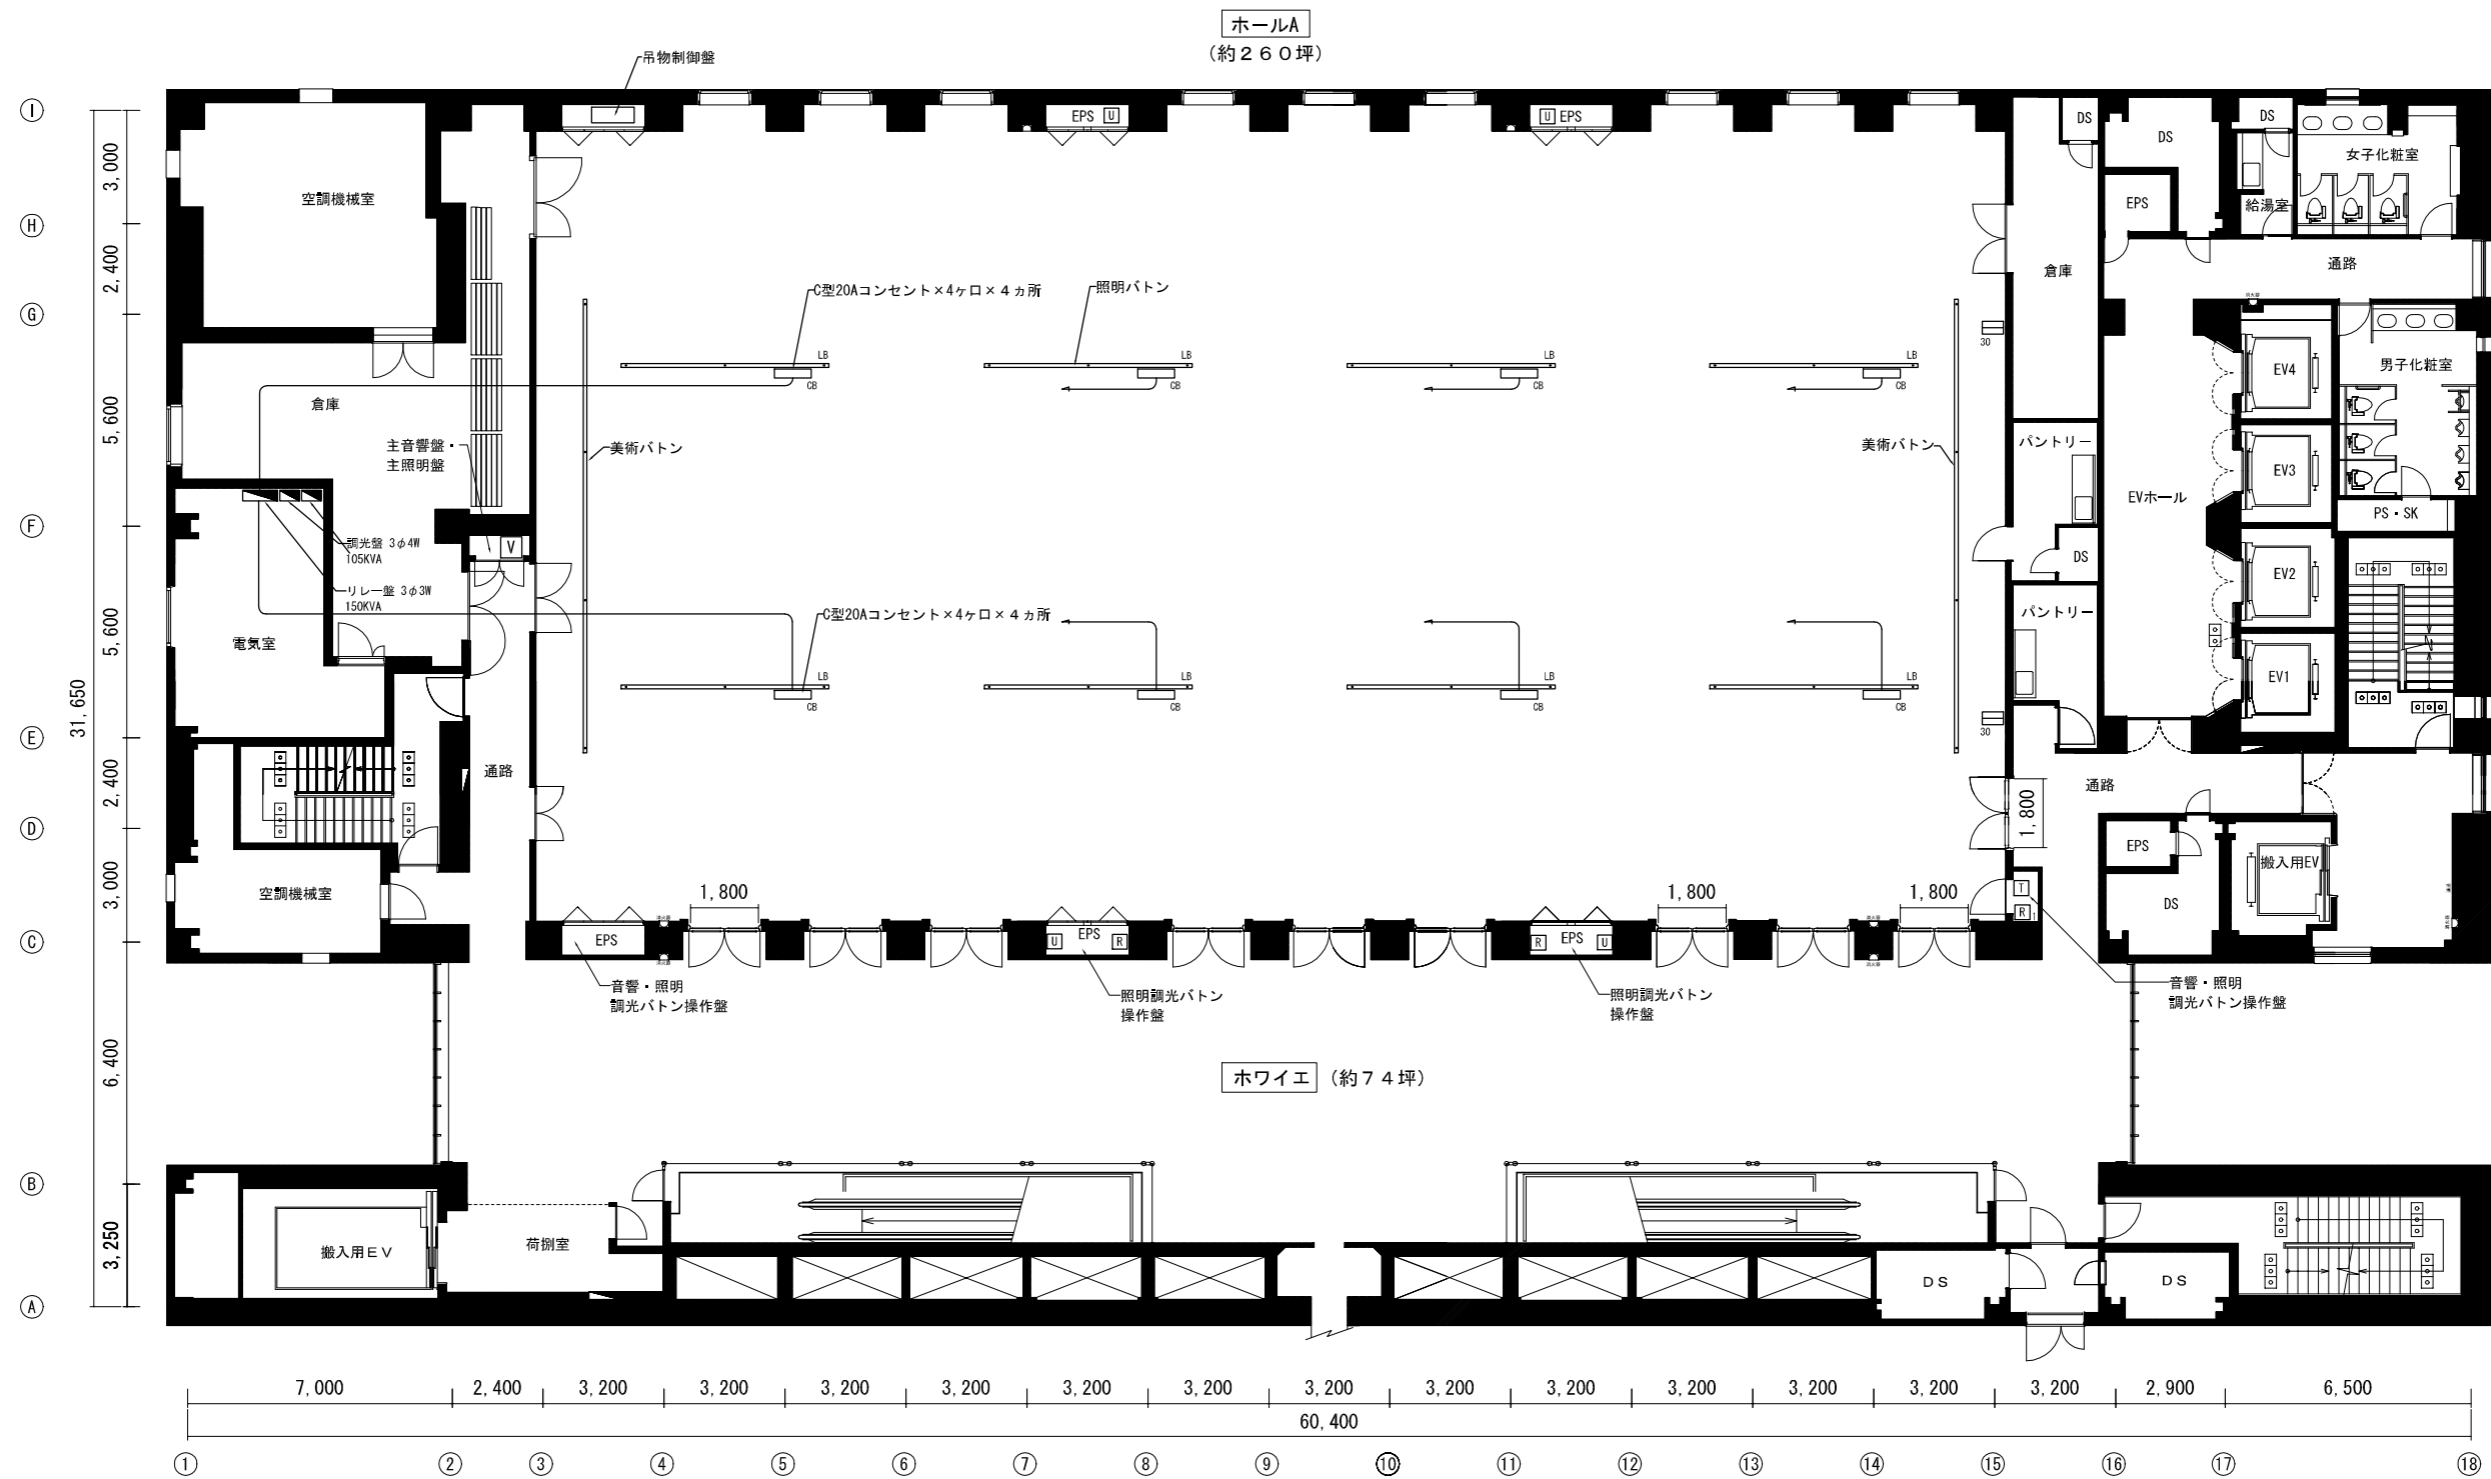 ホールA
(約260坪)
吊物制御盤
I
H
G
F
E
D
C
B
A
3,000
2,400
5,600
5,600
2,400
3,000
6,400
3,250
31,650
EPS U
U EPS
DS
DS
DS
女子化粧室
空調機械室
EPS
給湯室
倉庫
通路
C型20Aコンセント×4ヶ口×4ヵ所
照明バトン
30
LB
LB
LB
LB
CB
CB
CB
CB
EV4
男子化粧室
倉庫
主音響盤・
主照明盤
美術バトン
美術バトン
パントリー
EV3
EVホール
PS・SK
V
調光盤 3φ4W
105KVA
DS
EV2
リレー盤 3φ3W
150KVA
C型20Aコンセント×4ヶ口×4ヵ所
パントリー
電気室
EV1
LB
LB
LB
LB
CB
CB
CB
CB
30
通路
通路
1,800
EPS
搬入用EV
空調機械室
1,800
1,800
1,800
T
R
DS
EPS
U EPS R
R EPS U
音響・照明
調光バトン操作盤
照明調光バトン
操作盤
照明調光バトン
操作盤
音響・照明
調光バトン操作盤
ホワイエ (約74坪)
搬入用EV
荷捌室
DS
DS
7,000
2,400
3,200
3,200
3,200
3,200
3,200
3,200
3,200
3,200
3,200
3,200
3,200
3,200
3,200
2,900
6,500
60,400
1
2
3
4
5
6
7
8
9
10
11
12
13
14
15
16
17
18